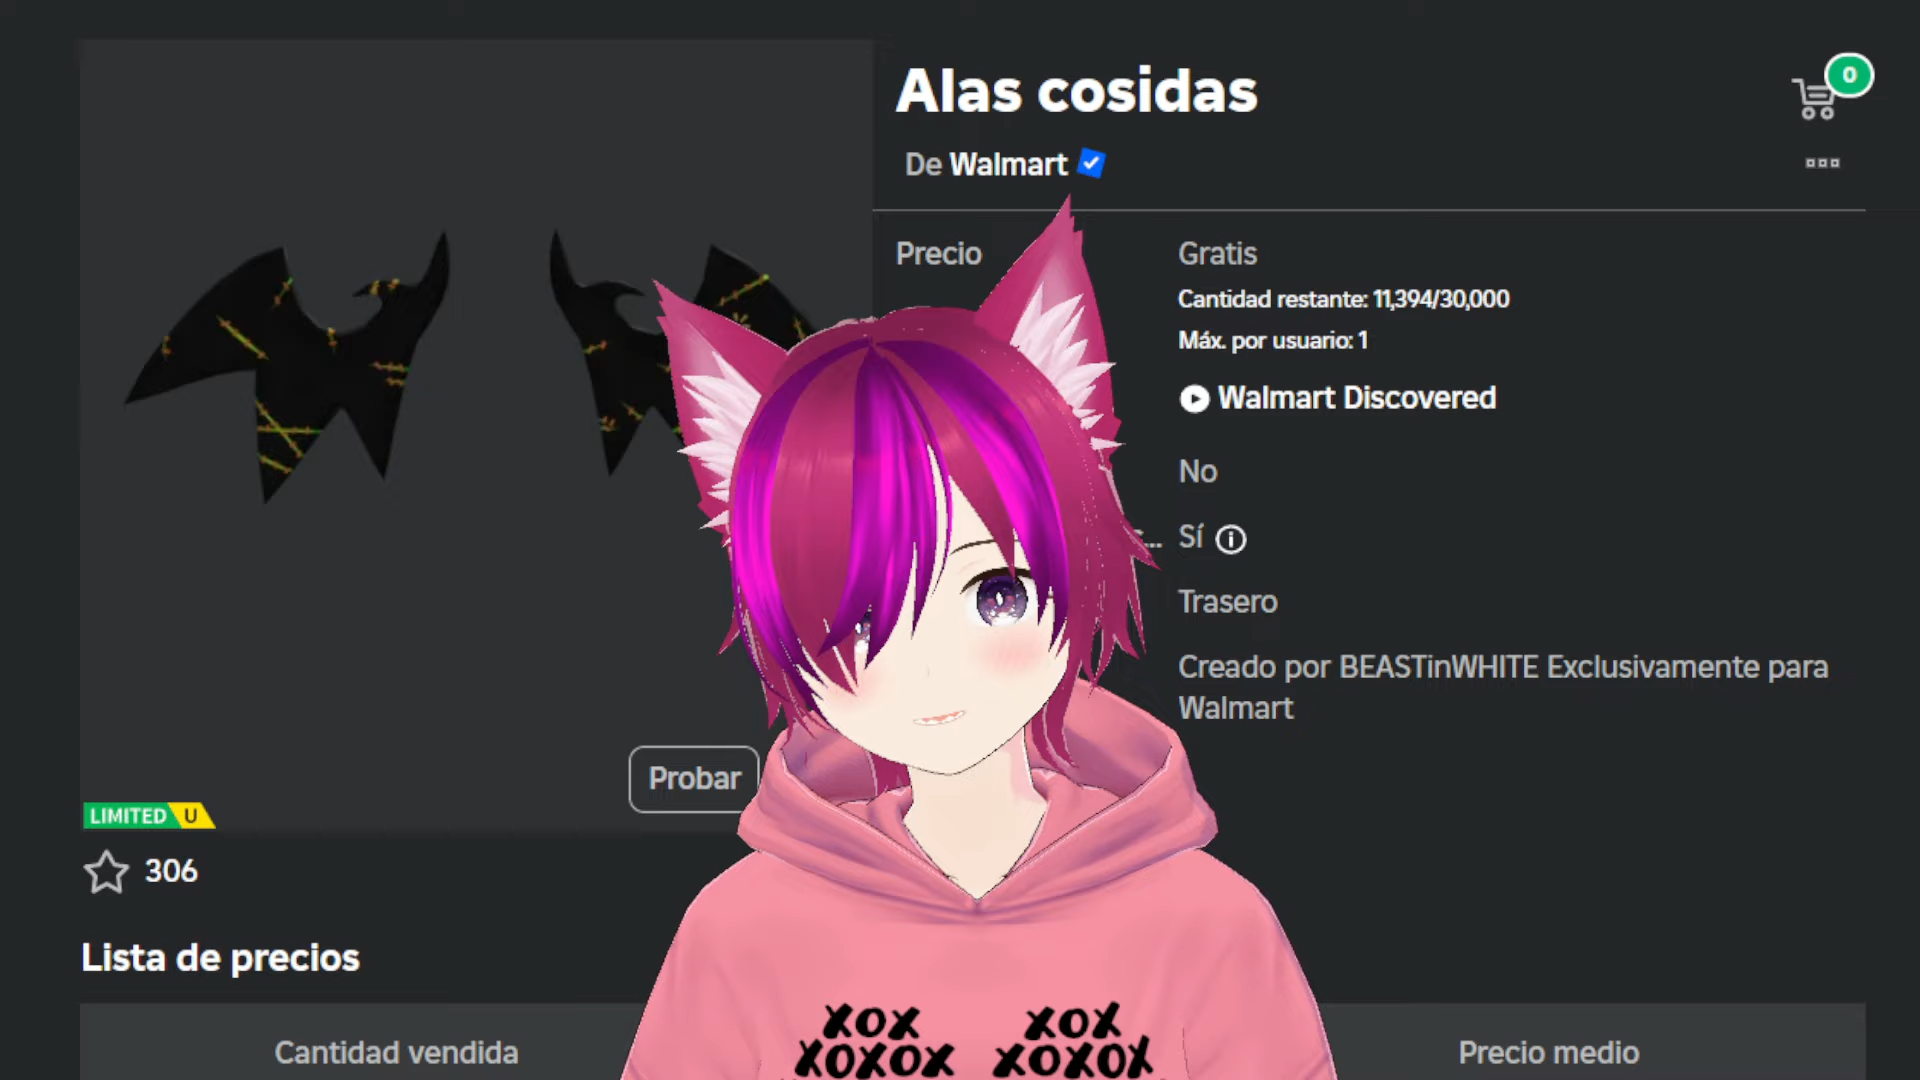 Alas cosidas
0
De Walmart
Precio
Gratis
Cantidad restante: 11,394/30,000
Máx. por usuario: 1
Walmart Discovered
No
Sí
Trasero
Creado por BEASTinWHITE Exclusivamente para
Walmart
Probar
LIMITED U
306
Lista de precios
Cantidad vendida
Precio medio
XOX XOX
XOXOX XOXOX